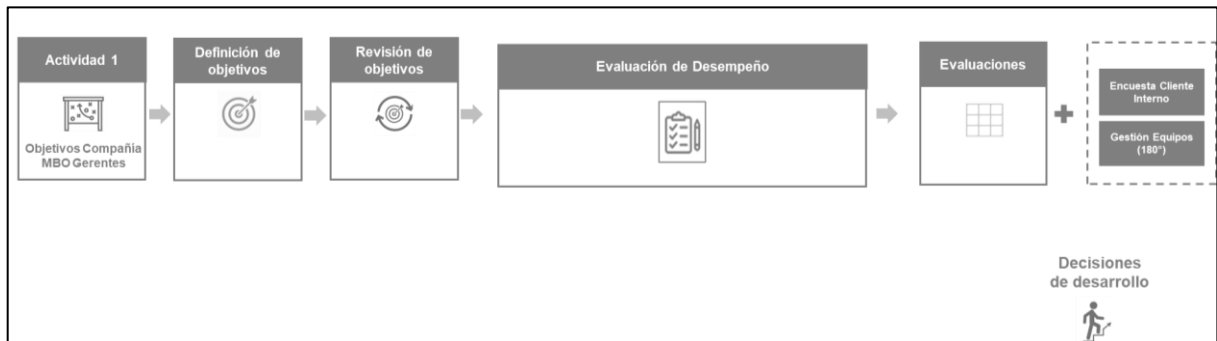 Actividad 1
Objetivos Compañía
MBO Gerentes
Definición de
objetivos
Revisión de
objetivos
Evaluación de Desempeño
Evaluaciones
Encuesta Cliente
Interno
Gestión Equipos
(180°)
Decisiones
de desarrollo